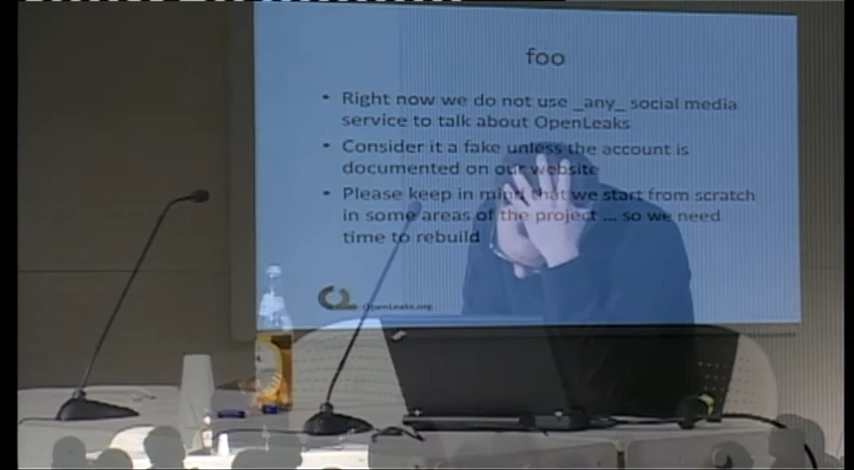 foo
• Right now we do not use _any_ social media
service to talk about OpenLeaks
• Consider it a fake unless the account is
documented on our website
• Please keep in mind that we start from scratch
in some areas of the project ... so we need
time to rebuild
OpenLeaks.org